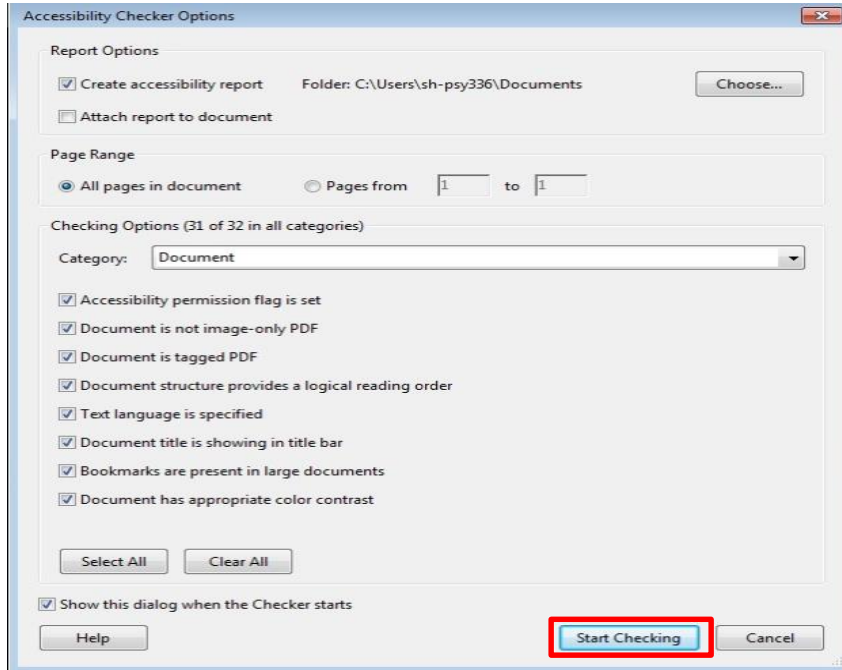 Accessibility Checker Options
Report Options
Create accessibility report Folder: C:\Users\sh-psy336\Documents Choose...
Attach report to document
Page Range
All pages in document Pages from 1 to 1
Checking Options (31 of 32 in all categories)
Category: Document
Accessibility permission flag is set
Document is not image-only PDF
Document is tagged PDF
Document structure provides a logical reading order
Text language is specified
Document title is showing in title bar
Bookmarks are present in large documents
Document has appropriate color contrast
Select All Clear All
Show this dialog when the Checker starts
Help Start Checking Cancel